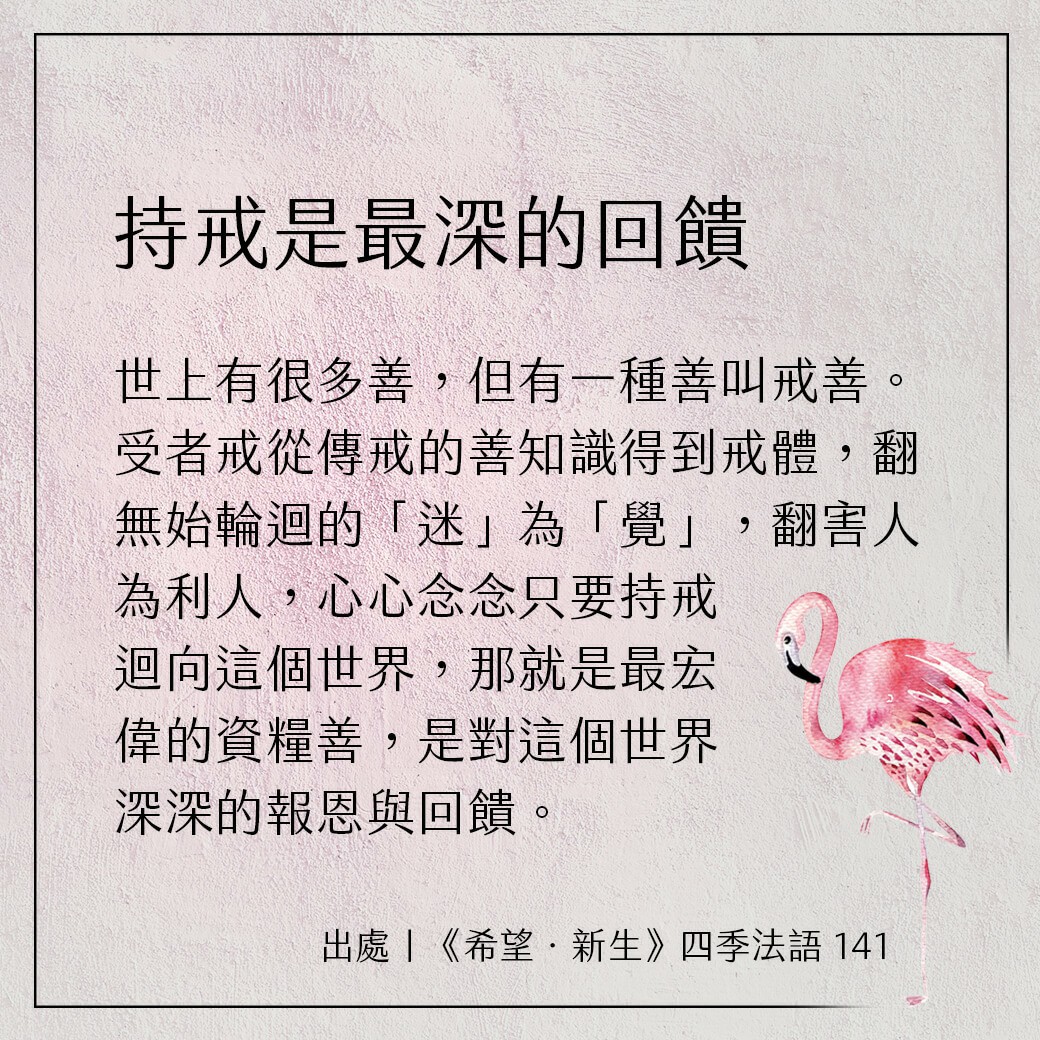 持戒是最深的回饋
世上有很多善，但有一種善叫戒善。
受者戒從傳戒的善知識得到戒體，翻
無始輪迴的「迷」為「覺」，翻害人
為利人，心心念念只要持戒
迴向這個世界，那就是最宏
偉的資糧善，是對這個世界
深深的報恩與回饋。
出處｜《希望．新生》四季法語 141